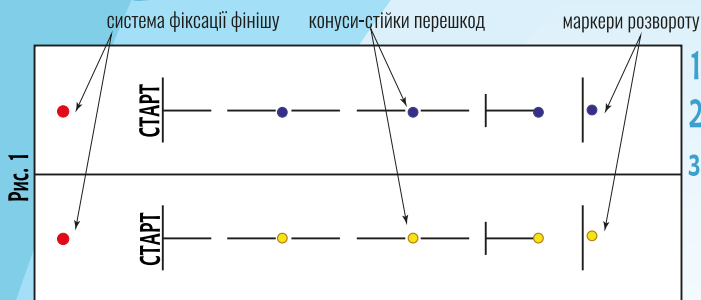 система фіксації фінішу конуси-стійки перешкод маркери розвороту
1
СТАРТ
2
Рис. 1
3
СТАРТ